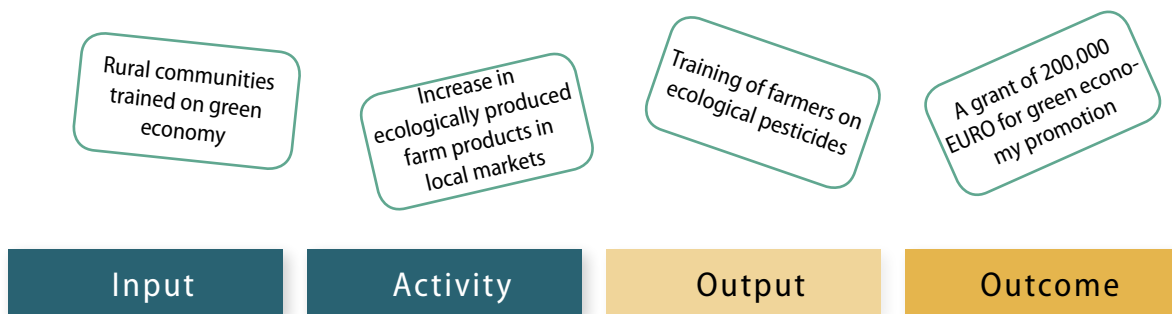 Rural communities
trained on green
economy
Increase in
ecologically produced
farm products in
local markets
Training of farmers on
ecological pesticides
A grant of 200,000
EURO for green econo-
my promotion
Input
Activity
Output
Outcome